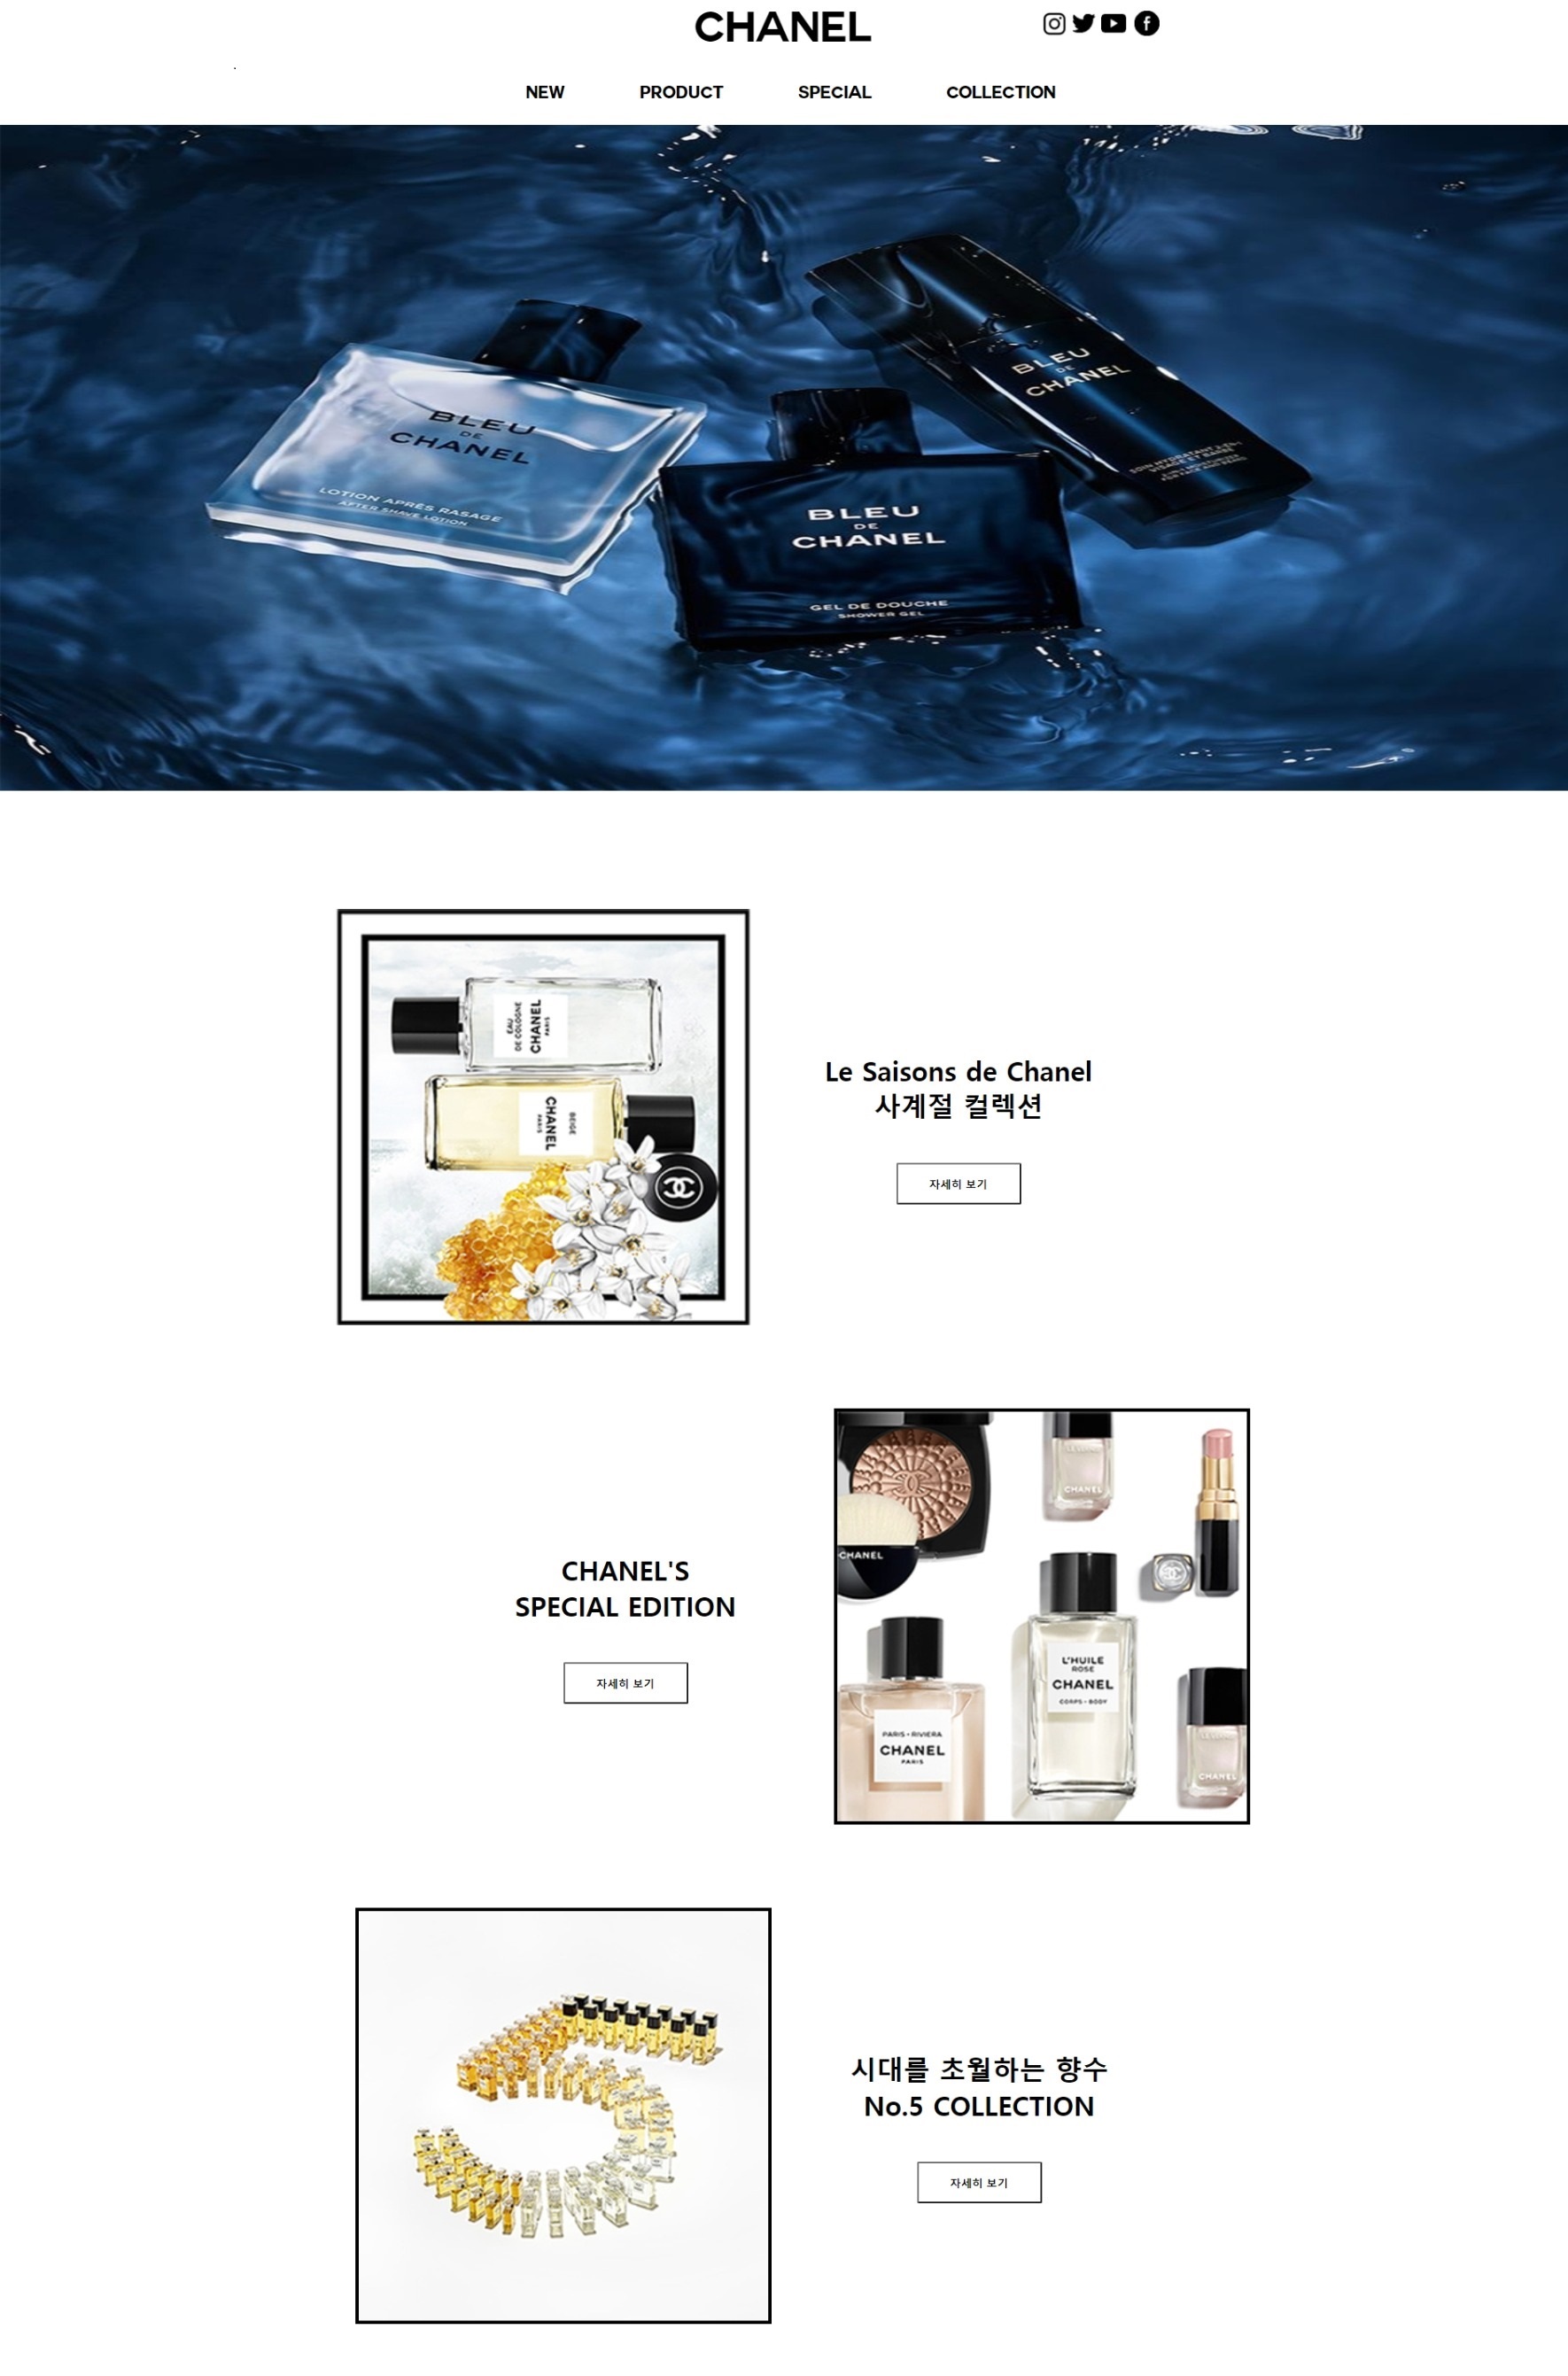 CHANEL
NEW PRODUCT SPECIAL COLLECTION
BLEU
DE
CHANEL
LOTION APRÈS RASAGE
AFTER SHAVE LOTION
BLEU
DE
CHANEL
GEL DE DOUCHE
SHOWER GEL
BLEU
DE
CHANEL
EAU
DE COLOGNE
CHANEL
PARIS
BEIGE
CHANEL
PARIS
Le Saisons de Chanel
사계절 컬렉션
자세히 보기
CHANEL'S
SPECIAL EDITION
자세히 보기
CHANEL
CHANEL
L'HUILE
ROSE
CHANEL
CORPS - BODY
PARIS - RIVIERA
CHANEL
PARIS
CHANEL
시대를 초월하는 향수
No.5 COLLECTION
자세히 보기